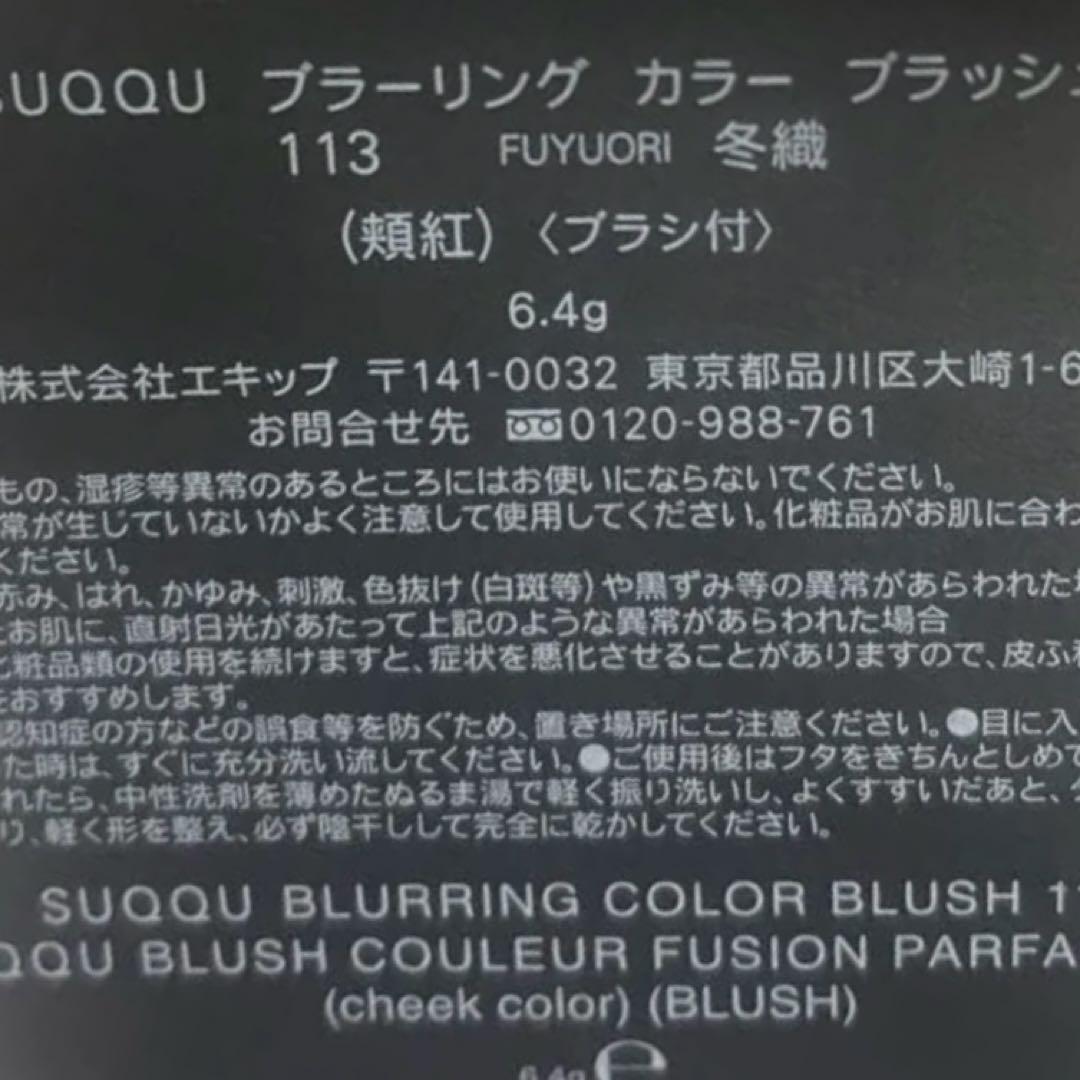 SUQQU ブラーリング カラー ブラッシュ
113 FUYUORI 冬織
(頬紅) 〈ブラシ付〉
6.4g
株式会社エキップ 〒141-0032 東京都品川区大崎1-6
お問合せ先 0120-988-761
もの、湿疹等異常のあるところにはお使いにならないでください。
常が生じていないかよく注意して使用してください。化粧品がお肌に合わ
ください。
赤み、はれ、かゆみ、刺激、色抜け(白斑等)や黒ずみ等の異常があらわれた
お肌に、直射日光があたって上記のような異常があらわれた場合
化粧品類の使用を続けますと、症状を悪化させることがありますので、皮ふ
をおすすめします。
認知症の方などの誤食等を防ぐため、置き場所にご注意ください。●目に入
た時は、すぐに充分洗い流してください。●ご使用後はフタをきちんとしめて
れたら、中性洗剤を薄めたぬるま湯で軽く振り洗いし、よくすすいだあと、
り、軽く形を整え、必ず陰干しして完全に乾かしてください。
SUQQU BLURRING COLOR BLUSH 11
QQU BLUSH COULEUR FUSION PARFA
(cheek color) (BLUSH)
6.4g ℮